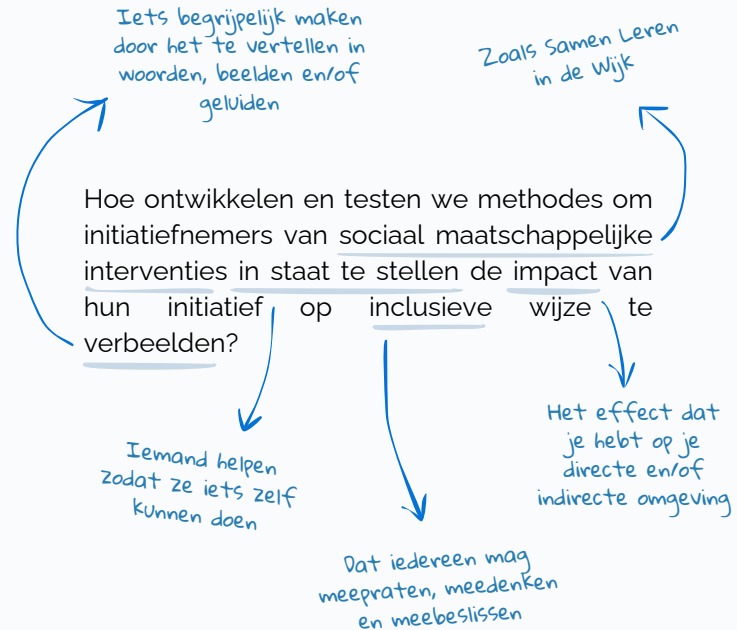 Iets begrijpelijk maken
door het te vertellen in
woorden, beelden en/of
geluiden
Zoals Samen Leren
in de Wijk
Hoe ontwikkelen en testen we methodes om
initiatiefnemers van sociaal maatschappelijke
interventies in staat te stellen de impact van
hun initiatief op inclusieve wijze te
verbeelden?
Iemand helpen
zodat ze iets zelf
kunnen doen
Het effect dat
je hebt op je
directe en/of
indirecte omgeving
Dat iedereen mag
meepraten, meedenken
en meebeslissen